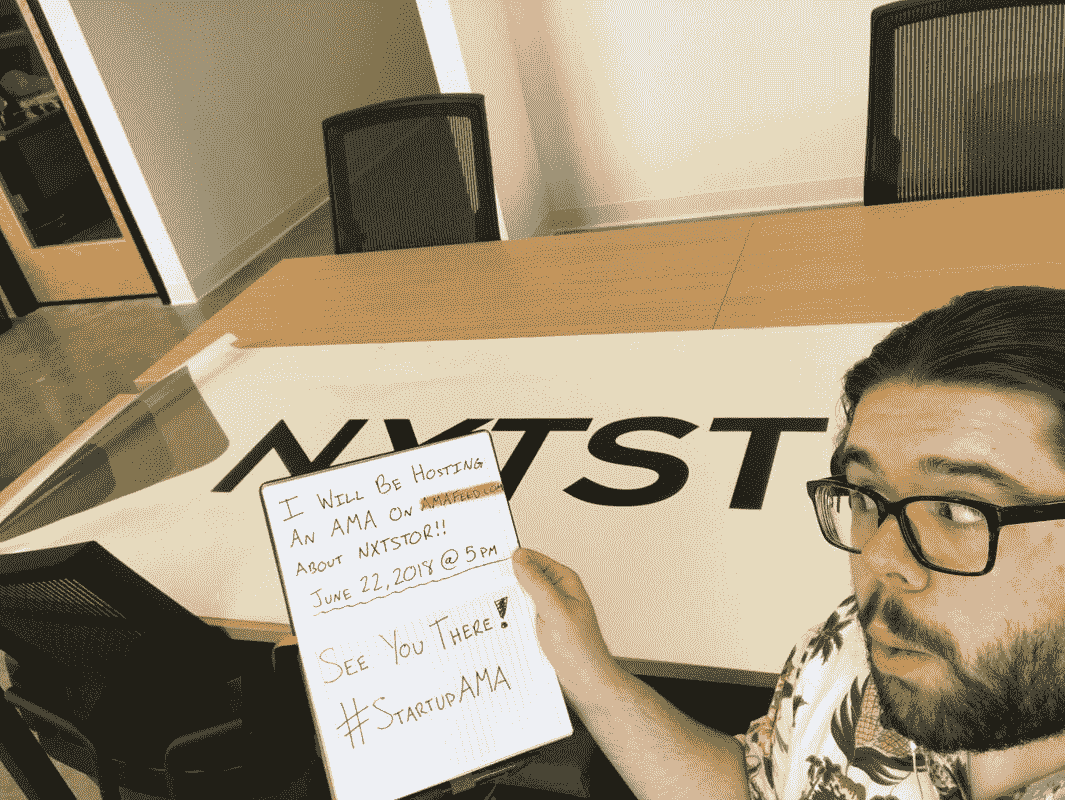 NXTST
I WILL BE HOSTING
AN AMA ON AMAFEED.COM
ABOUT NXTSTOR!!
JUNE 22, 2018 @ 5PM
SEE YOU THERE!
#STARTUPAMA